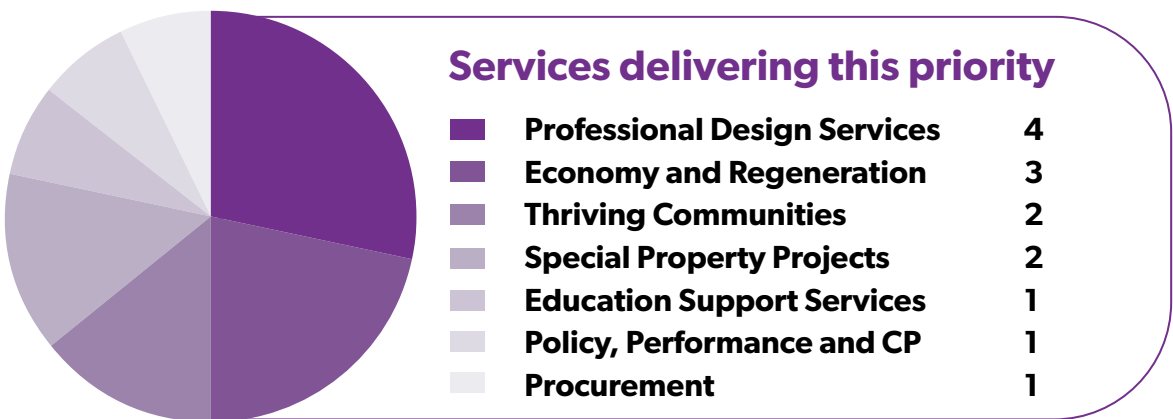 Services delivering this priority
Professional Design Services 4
Economy and Regeneration 3
Thriving Communities 2
Special Property Projects 2
Education Support Services 1
Policy, Performance and CP 1
Procurement 1